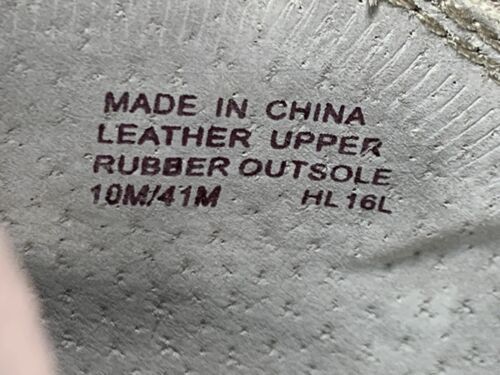 MADE IN CHINA
LEATHER UPPER
RUBBER OUTSOLE
10M/41M HL16L